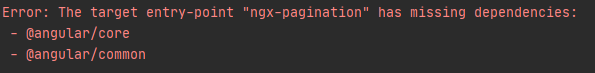 Error: The target entry-point "ngx-pagination" has missing dependencies:
- @angular/core
- @angular/common